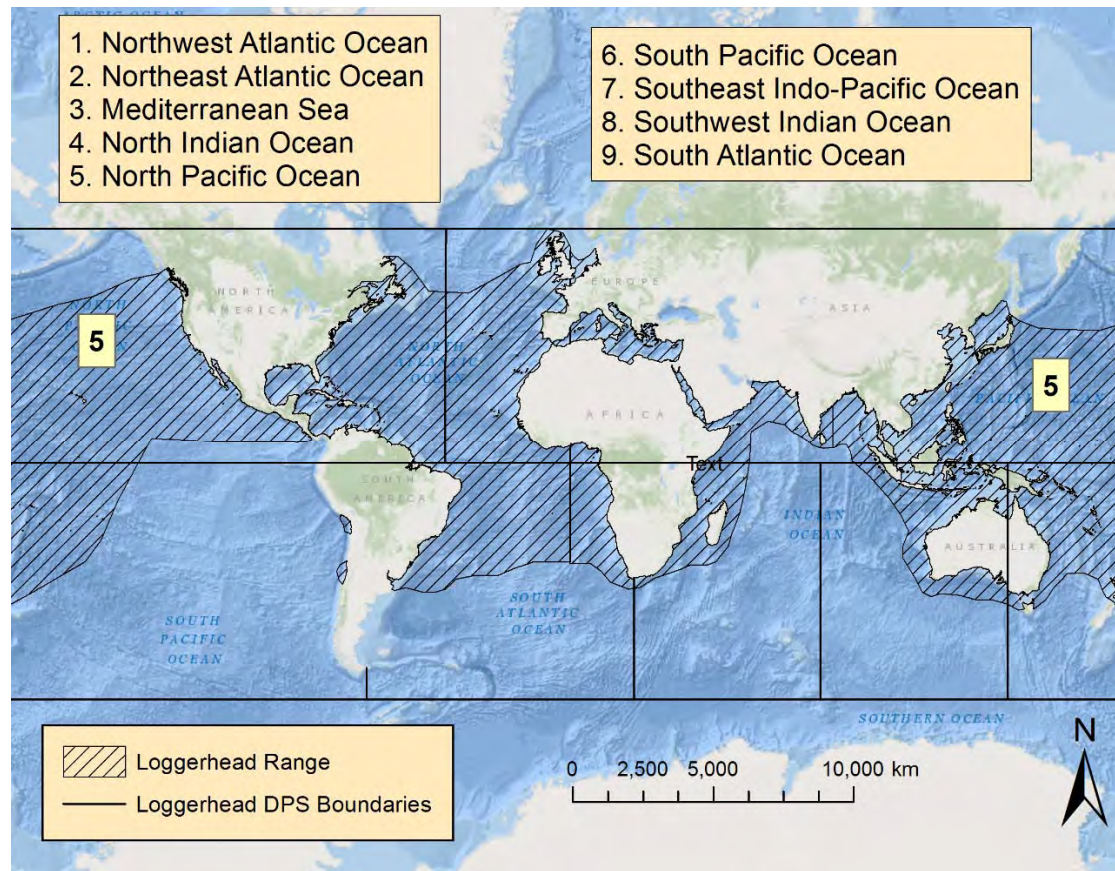 ARCTIC OCEAN
1. Northwest Atlantic Ocean
2. Northeast Atlantic Ocean
3. Mediterranean Sea
4. North Indian Ocean
5. North Pacific Ocean
6. South Pacific Ocean
7. Southeast Indo-Pacific Ocean
8. Southwest Indian Ocean
9. South Atlantic Ocean
NORTH
AMERICA
EUROPE
ASIA
NORTH
5
NORTH
ATLANTIC
OCEAN
5
AFRICA
Text
SOUTH
AMERICA
INDIAN
OCEAN
AUSTRALIA
SOUTH
PACIFIC
OCEAN
SOUTH
ATLANTIC
OCEAN
SOUTHERN OCEAN
Loggerhead Range
Loggerhead DPS Boundaries
0 2,500 5,000 10,000 km
N